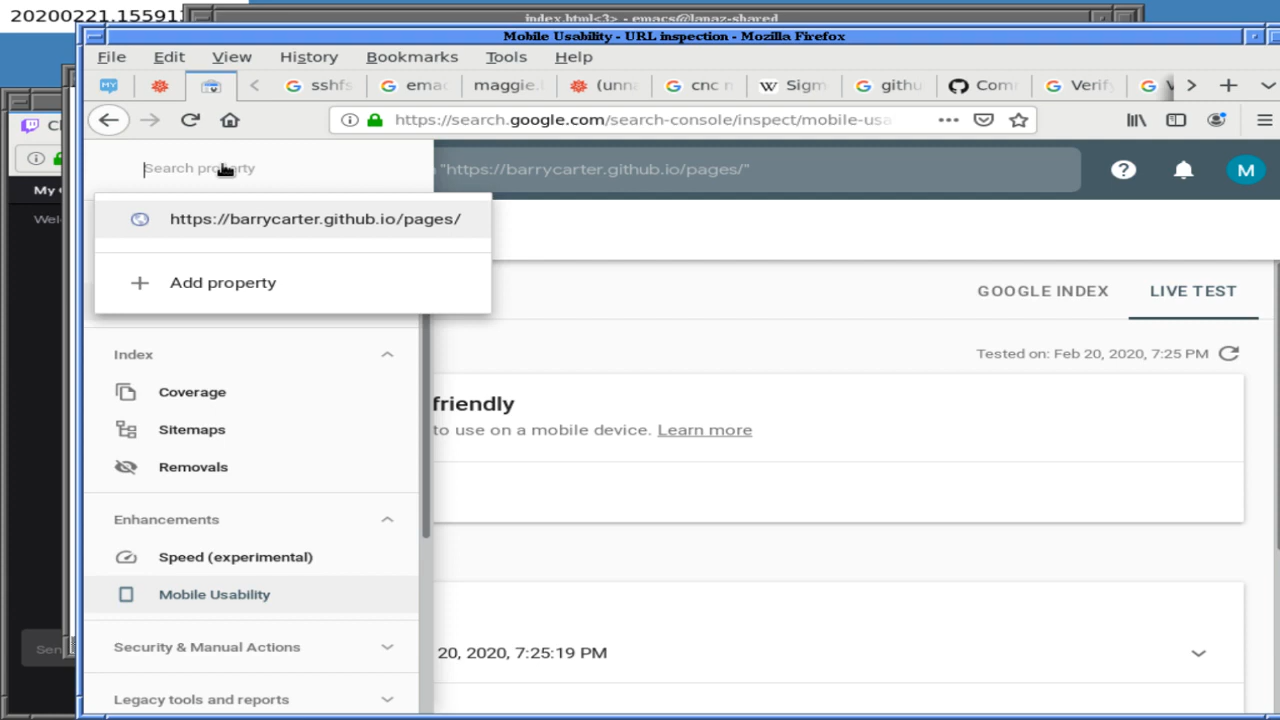 20200221.15591
index.html<3> - emacs@lanaz-shared
Mobile Usability - URL inspection - Mozilla Firefox
File Edit View History Bookmarks Tools Help
sshfs emac maggie. (unna cnc n Sigm githu Com Verify
https://search.google.com/search-console/inspect/mobile-usa
Search property
"https://barrycarter.github.io/pages/"
M
My
Wel
https://barrycarter.github.io/pages/
Add property
GOOGLE INDEX LIVE TEST
Tested on: Feb 20, 2020, 7:25 PM
Index
Coverage
friendly
Sitemaps
to use on a mobile device. Learn more
Removals
Enhancements
Speed (experimental)
Mobile Usability
Security & Manual Actions
20, 2020, 7:25:19 PM
Sen
Legacy tools and reports